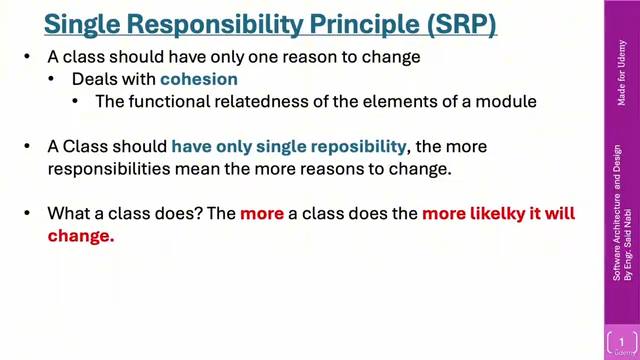 Single Responsibility Principle (SRP)
• A class should have only one reason to change
• Deals with cohesion
• The functional relatedness of the elements of a module
• A Class should have only single reposibility, the more
responsibilities mean the more reasons to change.
• What a class does? The more a class does the more likelky it will
change.
Made for Udemy
Software Architecture and Design
By Engr. Said Nabi
1
Udemy